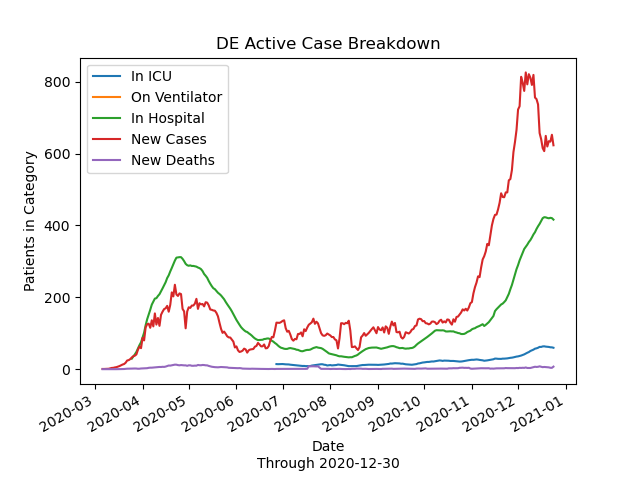 DE Active Case Breakdown
In ICU
On Ventilator
In Hospital
New Cases
New Deaths
Patients in Category
800
600
400
200
0
2020-03
2020-04
2020-05
2020-06
2020-07
2020-08
2020-09
2020-10
2020-11
2020-12
2021-01
Date
Through 2020-12-30